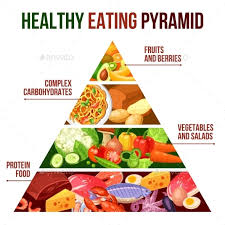 HEALTHY EATING PYRAMID
FRUITS
AND BERRIES
COMPLEX
CARBOHYDRATES
VEGETABLES
AND SALADS
PROTEIN
FOOD